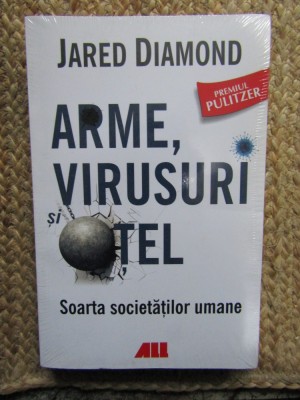 JARED DIAMOND
PREMIUL
PULITZER
ARME,
VIRUSURI
și
OȚEL
Soarta societăților umane
ALL